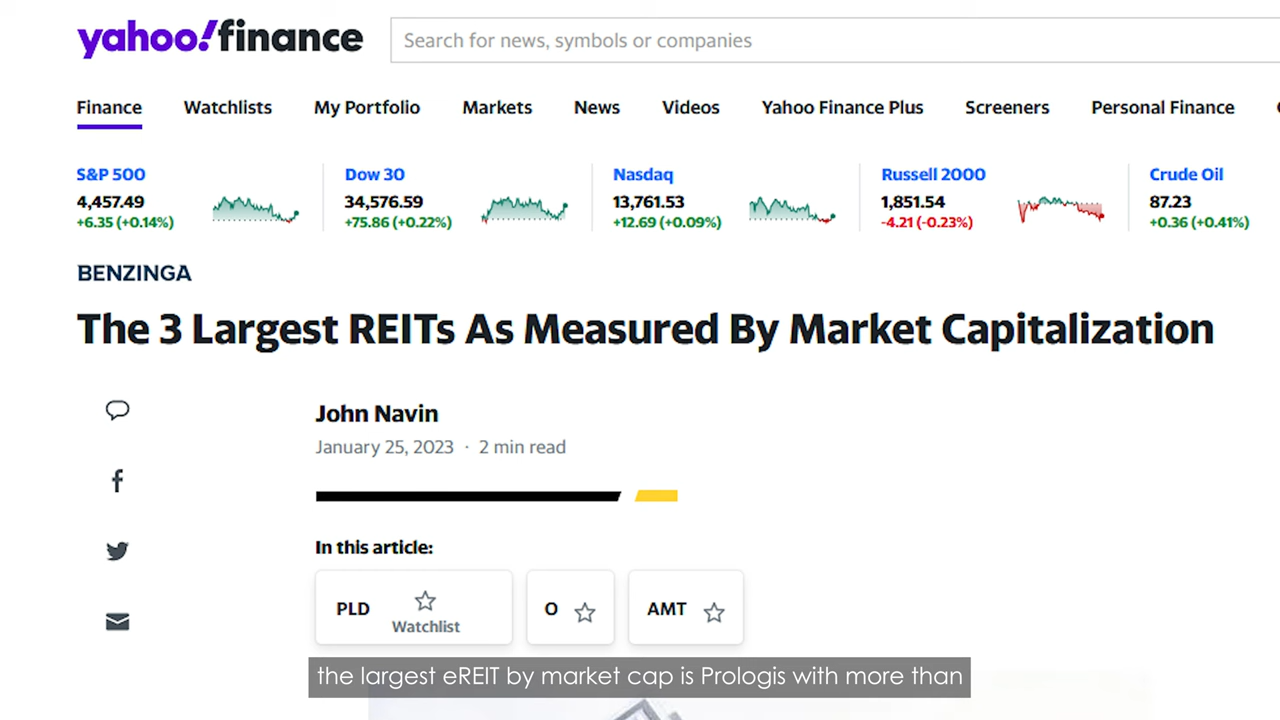 yahoo!finance
Search for news, symbols or companies
Finance Watchlists My Portfolio Markets News Videos Yahoo Finance Plus Screeners Personal Finance
S&P 500 Dow 30 Nasdaq Russell 2000 Crude Oil
4,457.49 34,576.59 13,761.53 1,851.54 87.23
+6.35 (+0.14%) +75.86 (+0.22%) +12.69 (+0.09%) -4.21 (-0.23%) +0.36 (+0.41%)
BENZINGA
The 3 Largest REITs As Measured By Market Capitalization
John Navin
January 25, 2023 · 2 min read
In this article:
PLD Watchlist O AMT
the largest eREIT by market cap is Prologis with more than